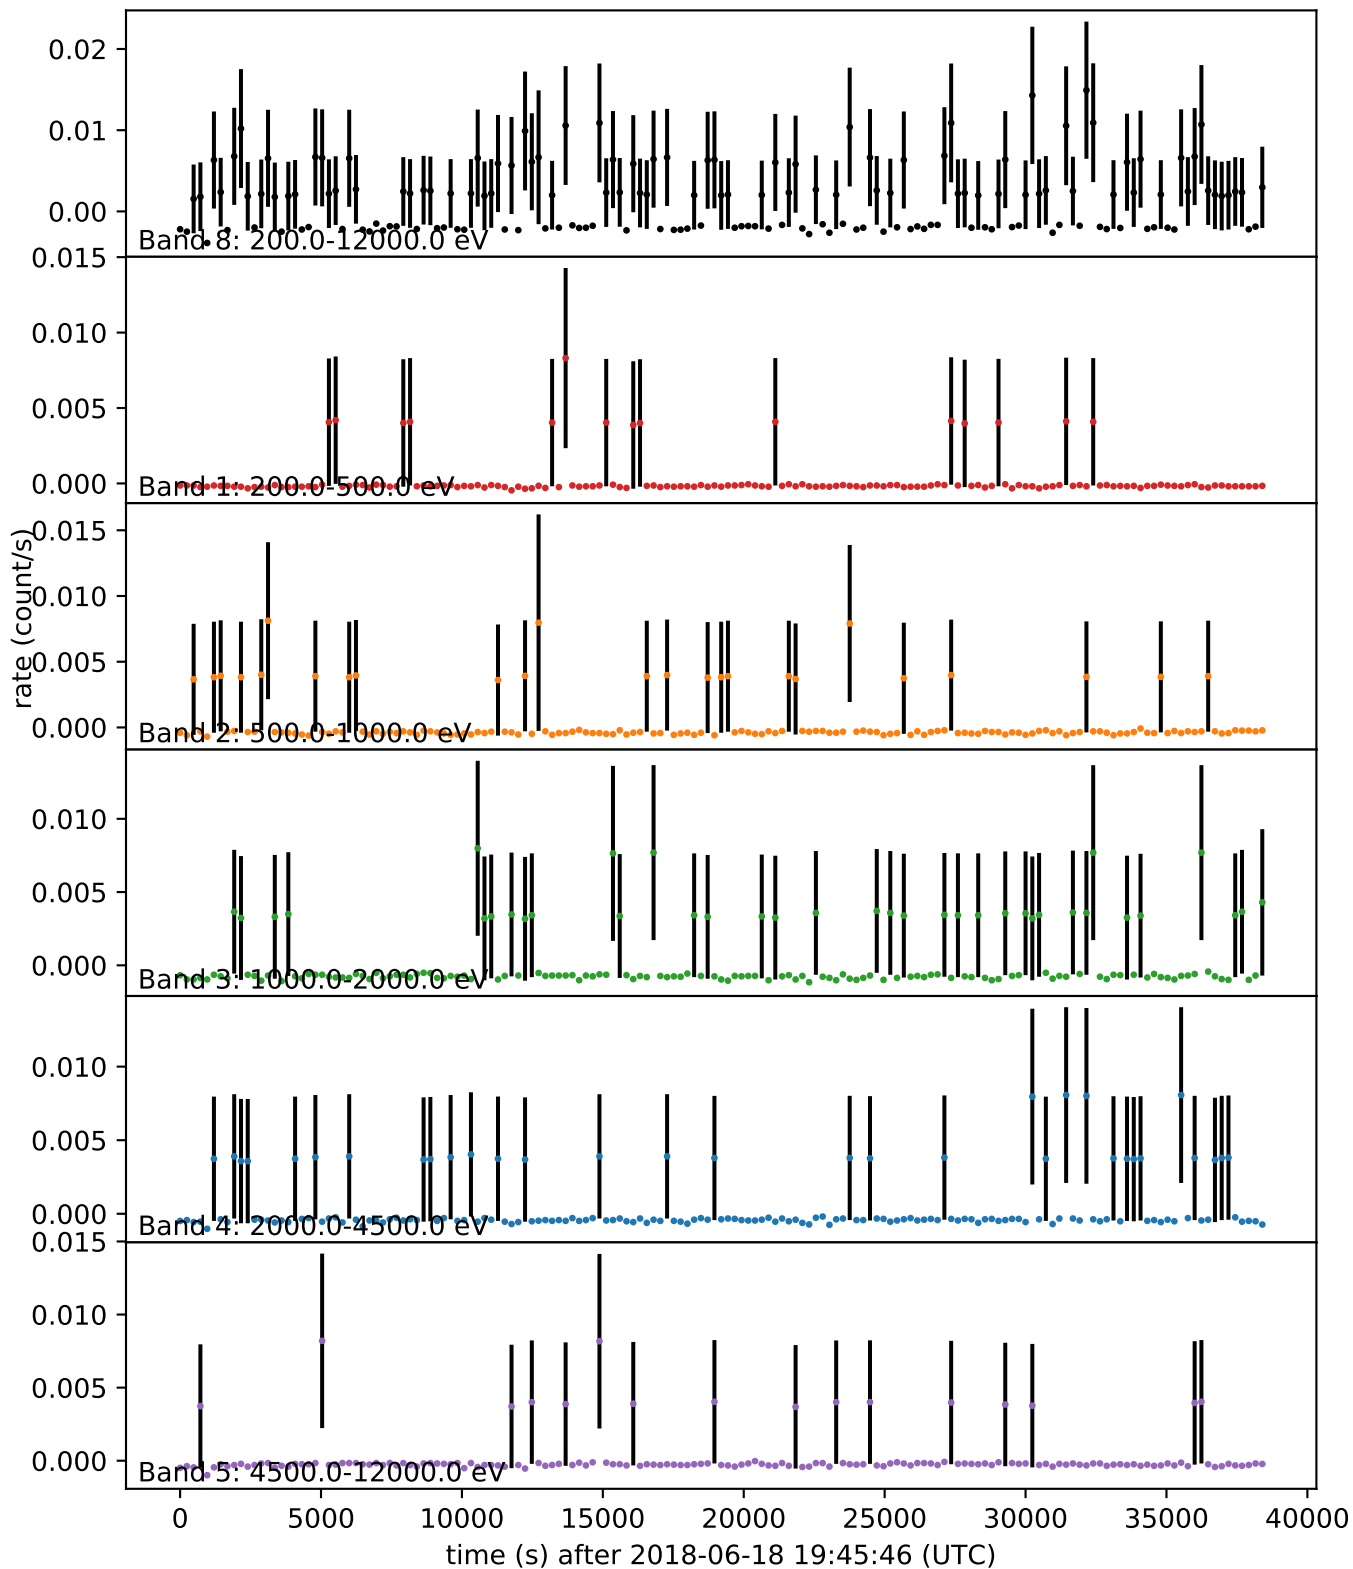 0.02
0.01
0.00
Band 8: 200.0-12000.0 eV
0.015
0.010
0.005
0.000
Band 1: 200.0-500.0 eV
0.015
0.010
0.005
0.000
Band 2: 500.0-1000.0 eV
rate (count/s)
0.010
0.005
0.000
Band 3: 1000.0-2000.0 eV
0.010
0.005
0.000
Band 4: 2000.0-4500.0 eV
0.015
0.010
0.005
0.000
Band 5: 4500.0-12000.0 eV
0 5000 10000 15000 20000 25000 30000 35000 40000
time (s) after 2018-06-18 19:45:46 (UTC)